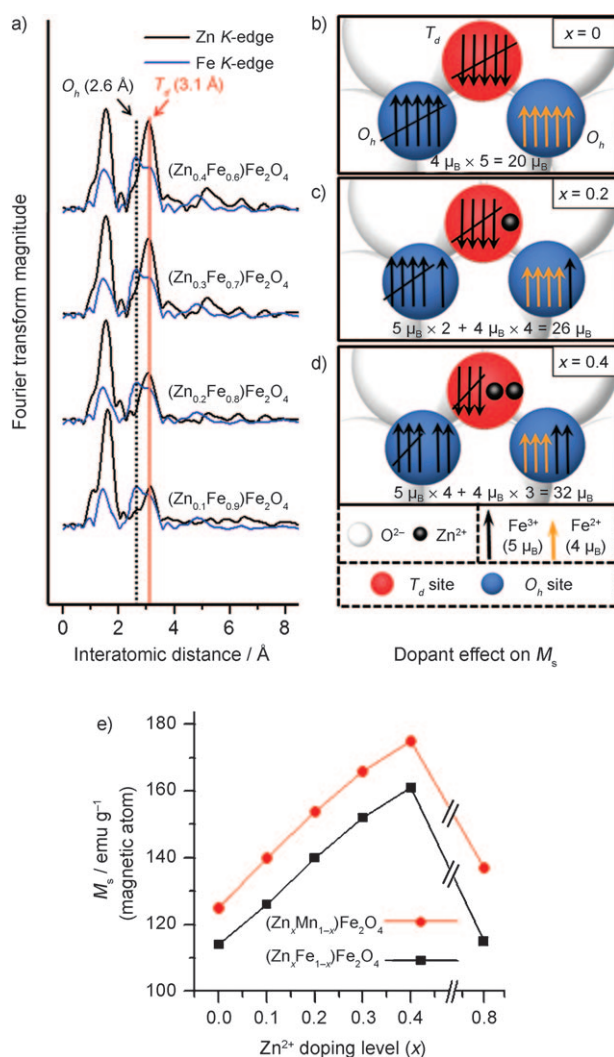 a)
Zn K-edge
Fe K-edge
Oh (2.6 Å)
Td (3.1 Å)
(Zn0.4Fe0.6)Fe2O4
(Zn0.3Fe0.7)Fe2O4
(Zn0.2Fe0.8)Fe2O4
(Zn0.1Fe0.9)Fe2O4
Fourier transform magnitude
0 2 4 6 8
Interatomic distance / Å
b)
x = 0
Td
Oh
Oh
4 μB × 5 = 20 μB
c)
x = 0.2
5 μB × 2 + 4 μB × 4 = 26 μB
d)
x = 0.4
5 μB × 4 + 4 μB × 3 = 32 μB
O2− Zn2+
Fe3+ Fe2+
(5 μB) (4 μB)
Td site Oh site
Dopant effect on Ms
e)
180
160
140
120
100
Ms / emu g−1
(magnetic atom)
(ZnxMn1−x)Fe2O4
(ZnxFe1−x)Fe2O4
0.0 0.1 0.2 0.3 0.4 0.8
Zn2+ doping level (x)